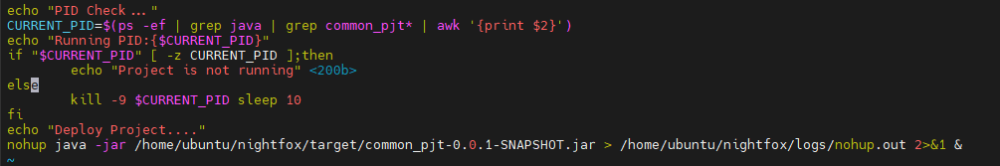 echo "PID Check..."
CURRENT_PID=$(ps -ef | grep java | grep common_pjt* | awk '{print $2}')
echo "Running PID:{$CURRENT_PID}"
if "$CURRENT_PID" [ -z CURRENT_PID ];then
        echo "Project is not running" <200b>
else
        kill -9 $CURRENT_PID sleep 10
fi
echo "Deploy Project...."
nohup java -jar /home/ubuntu/nightfox/target/common_pjt-0.0.1-SNAPSHOT.jar > /home/ubuntu/nightfox/logs/nohup.out 2>&1 &
~